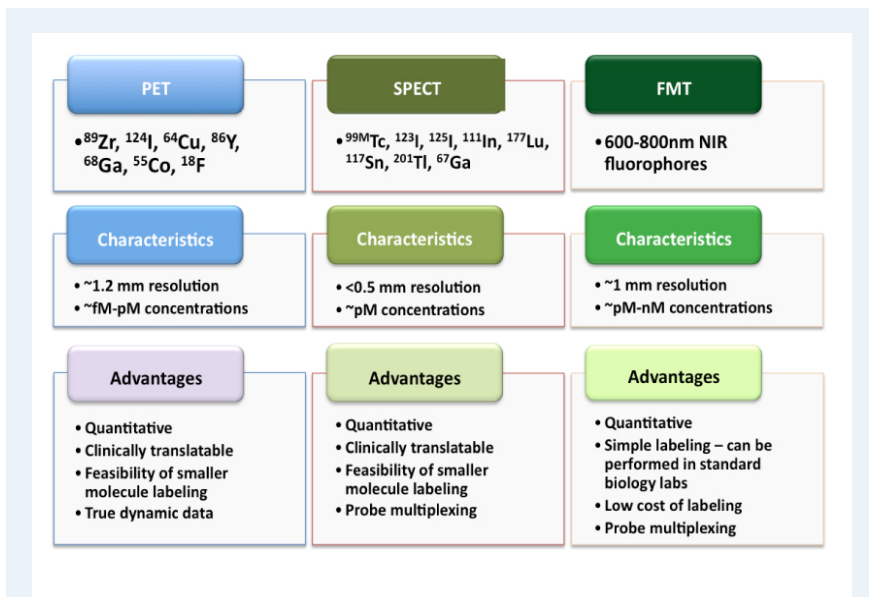 PET
•⁸⁹Zr, ¹²⁴I, ⁶⁴Cu, ⁸⁶Y,
⁶⁸Ga, ⁵⁵Co, ¹⁸F
SPECT
•⁹⁹ᴹTc, ¹²³I, ¹²⁵I, ¹¹¹In, ¹⁷⁷Lu,
¹¹⁷Sn, ²⁰¹Tl, ⁶⁷Ga
FMT
•600-800nm NIR
fluorophores
Characteristics
• ~1.2 mm resolution
• ~fM-pM concentrations
Characteristics
• <0.5 mm resolution
• ~pM concentrations
Characteristics
• ~1 mm resolution
• ~pM-nM concentrations
Advantages
• Quantitative
• Clinically translatable
• Feasibility of smaller
molecule labeling
• True dynamic data
Advantages
• Quantitative
• Clinically translatable
• Feasibility of smaller
molecule labeling
• Probe multiplexing
Advantages
• Quantitative
• Simple labeling – can be
performed in standard
biology labs
• Low cost of labeling
• Probe multiplexing